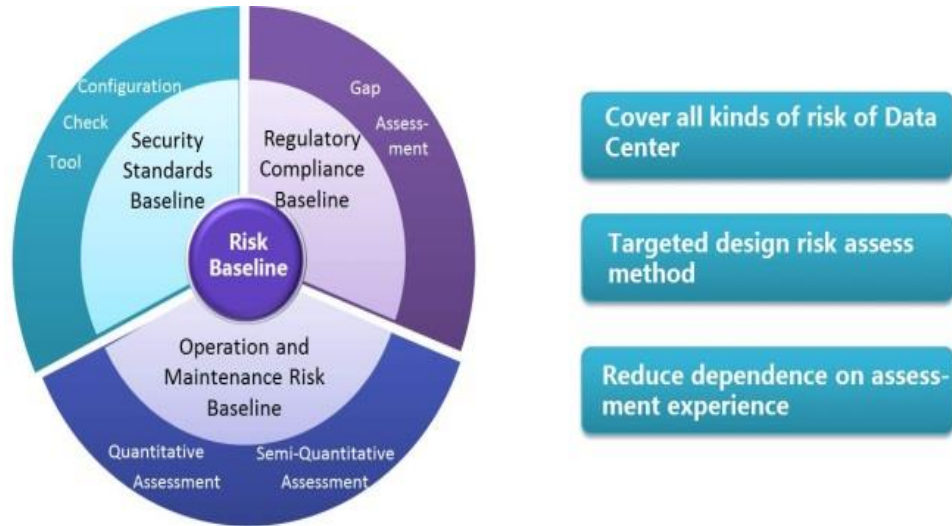 Configuration
Check
Tool
Security
Standards
Baseline
Gap
Assess-
ment
Regulatory
Compliance
Baseline
Risk
Baseline
Operation and
Maintenance Risk
Baseline
Quantitative
Assessment
Semi-Quantitative
Assessment
Cover all kinds of risk of Data
Center
Targeted design risk assess
method
Reduce dependence on assess-
ment experience